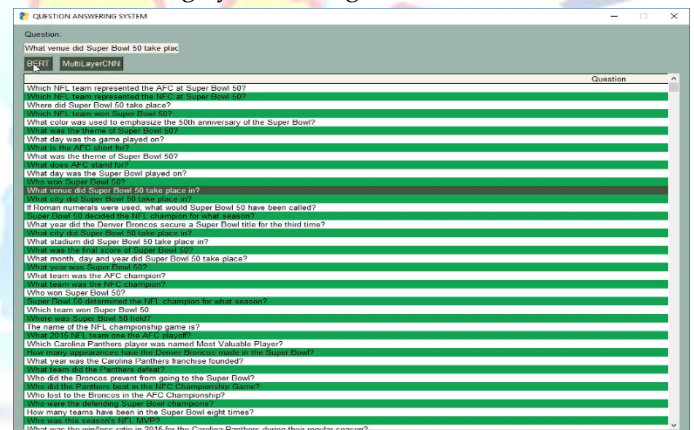 QUESTION ANSWERING SYSTEM
Question:
What venue did Super Bowl 50 take plac
BERT MultiLayerCNN
Question
Which NFL team represented the AFC at Super Bowl 50?
Which NFL team represented the NFC at Super Bowl 50?
Where did Super Bowl 50 take place?
Which NFL team won Super Bowl 50?
What color was used to emphasize the 50th anniversary of the Super Bowl?
What was the theme of Super Bowl 50?
What day was the game played on?
What is the AFC short for?
What was the theme of Super Bowl 50?
What does AFC stand for?
What day was the Super Bowl played on?
Who won Super Bowl 50?
What venue did Super Bowl 50 take place in?
What city did Super Bowl 50 take place in?
If Roman numerals were used, what would Super Bowl 50 have been called?
Super Bowl 50 decided the NFL champion for what season?
What year did the Denver Broncos secure a Super Bowl title for the third time?
What city did Super Bowl 50 take place in?
What stadium did Super Bowl 50 take place in?
What was the final score of Super Bowl 50?
What month, day and year did Super Bowl 50 take place?
What year was Super Bowl 50?
What team was the AFC champion?
What team was the NFC champion?
Who won Super Bowl 50?
Super Bowl 50 determined the NFL champion for what season?
Which team won Super Bowl 50.
Where was Super Bowl 50 held?
The name of the NFL championship game is?
What 2015 NFL team one the AFC playoff?
Which Carolina Panthers player was named Most Valuable Player?
How many appearances have the Denver Broncos made in the Super Bowl?
What year was the Carolina Panthers franchise founded?
What team did the Panthers defeat?
Who did the Broncos prevent from going to the Super Bowl?
Who did the Panthers beat in the NFC Championship Game?
Who lost to the Broncos in the AFC Championship?
Who were the defending Super Bowl champions?
How many teams have been in the Super Bowl eight times?
Who was this season's NFL MVP?
What was the win/loss ratio in 2015 for the Carolina Panthers during their regular season?